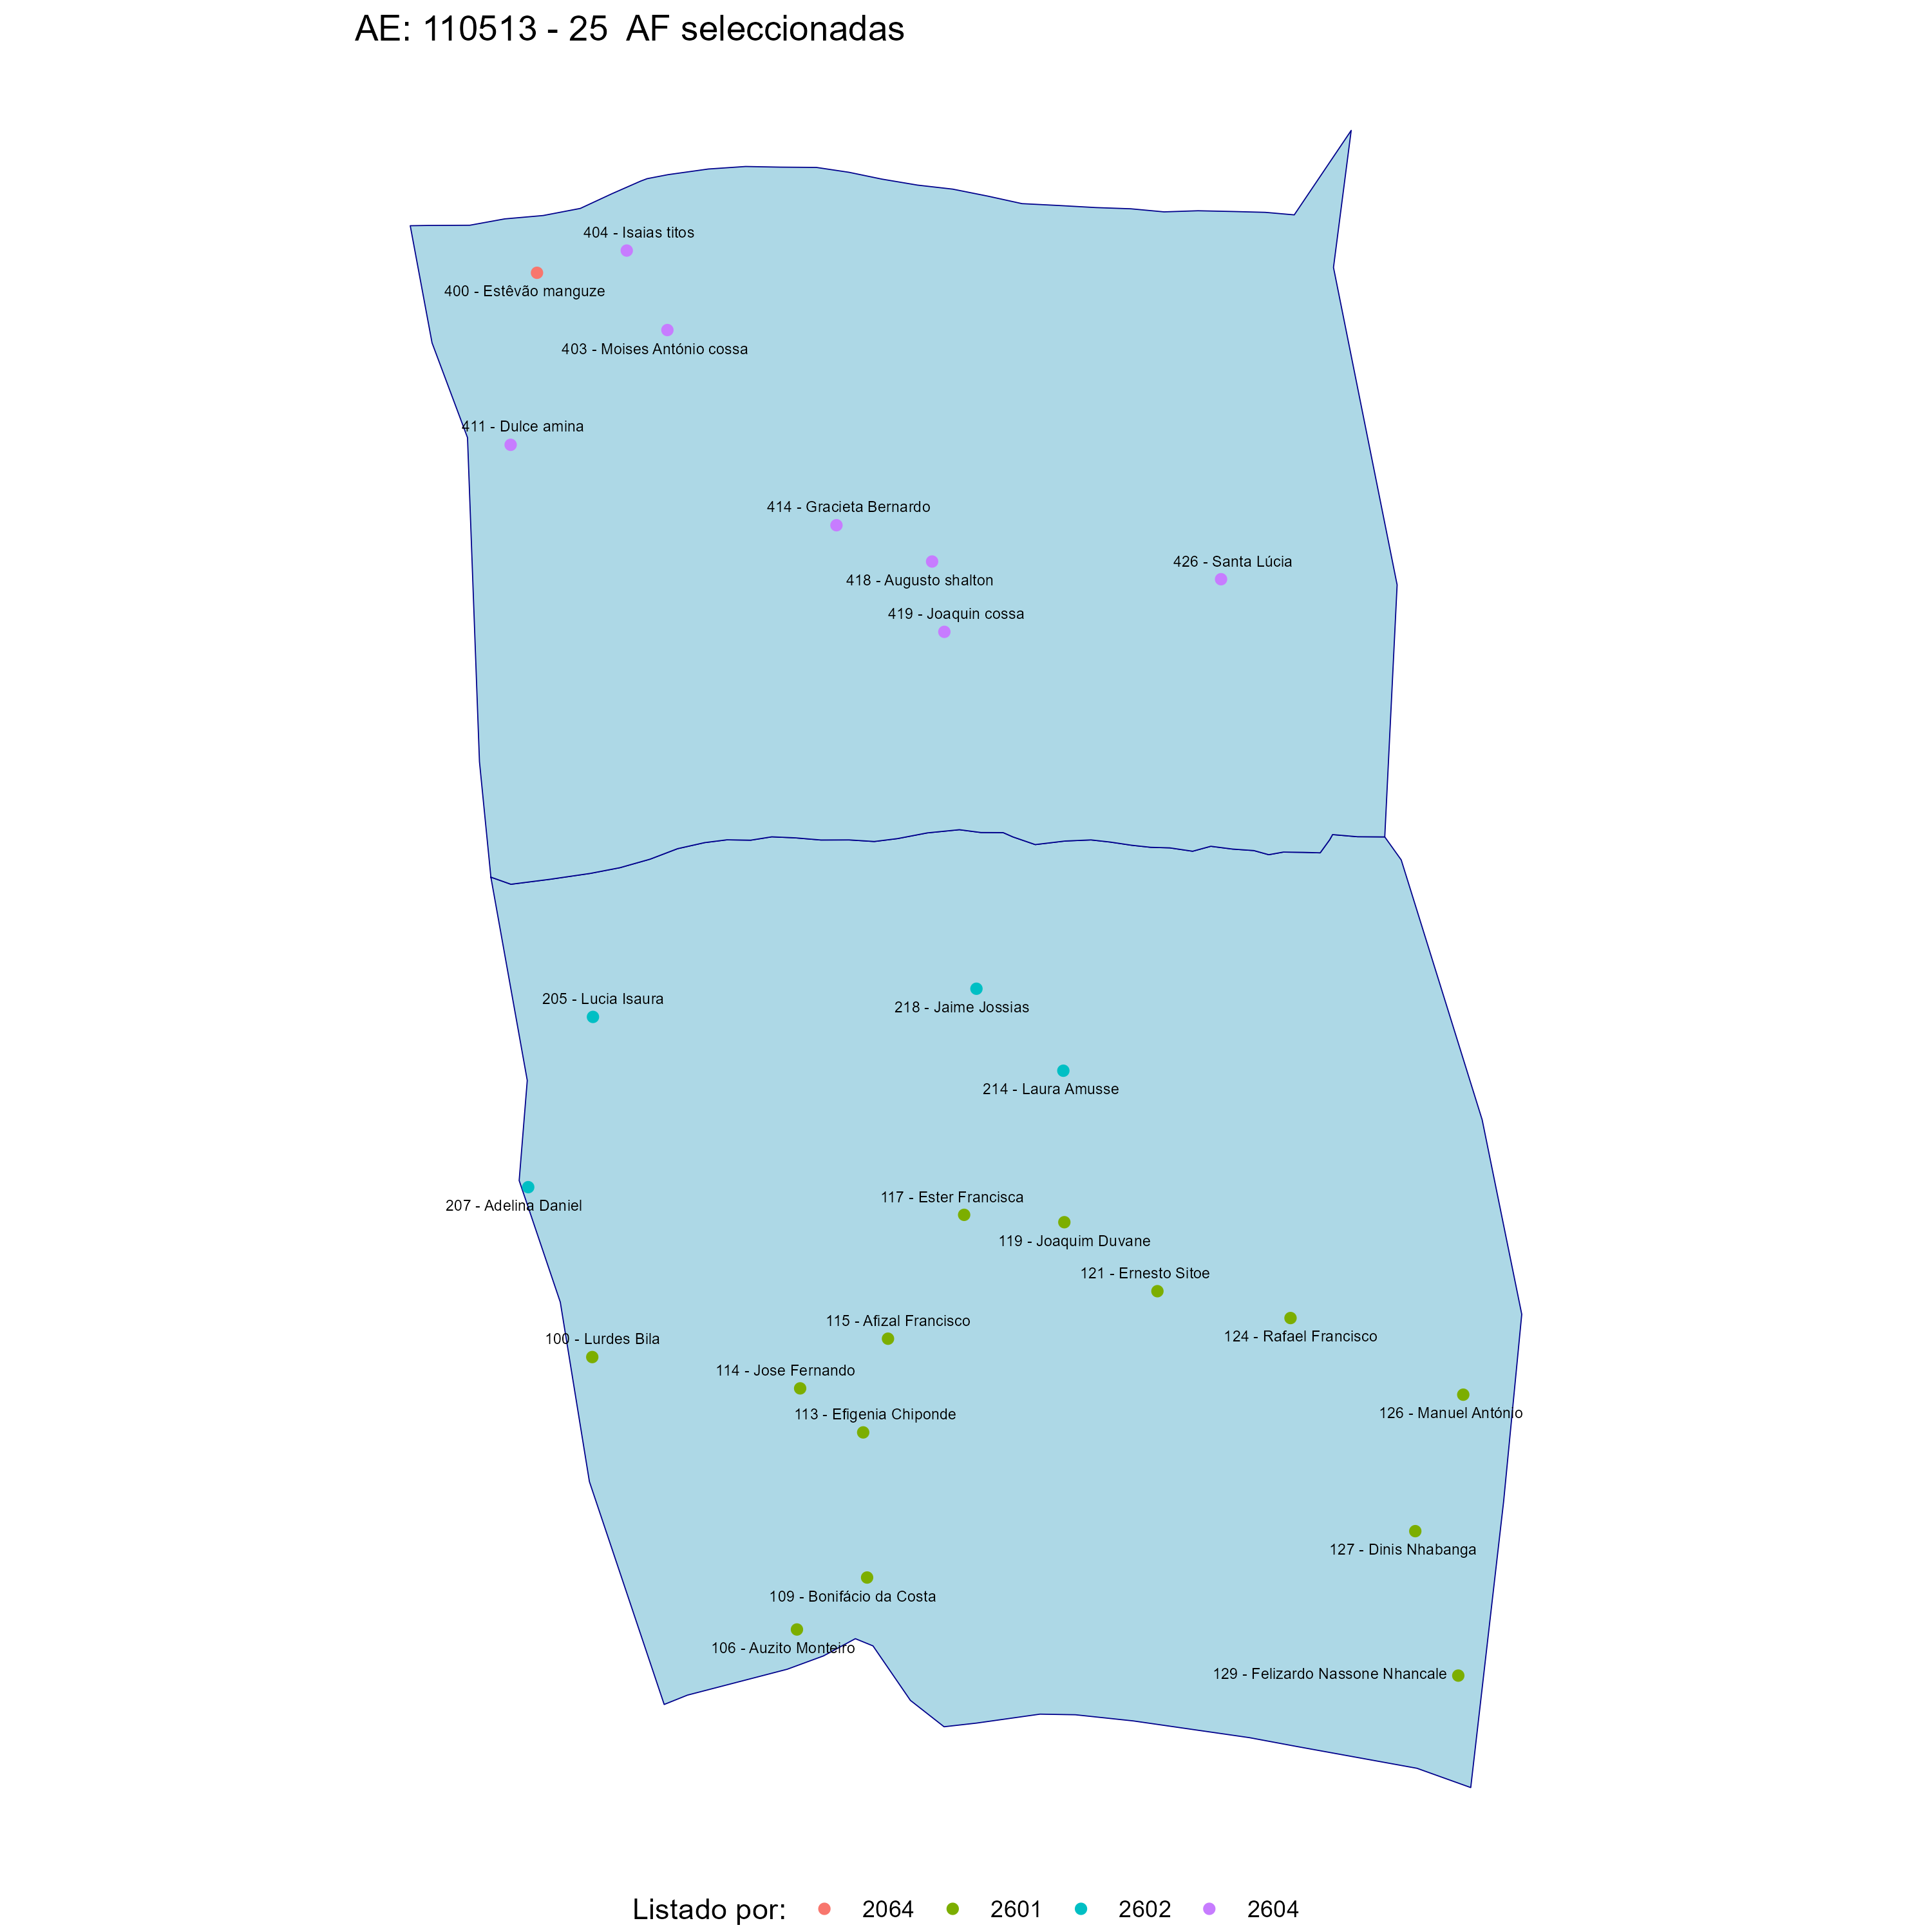 AE: 110513 - 25 AF seleccionadas
404 - Isaias titos
400 - Estêvão manguze
403 - Moises António cossa
411 - Dulce amina
414 - Gracieta Bernardo
426 - Santa Lúcia
418 - Augusto shalton
419 - Joaquin cossa
205 - Lucia Isaura
218 - Jaime Jossias
214 - Laura Amusse
117 - Ester Francisca
207 - Adelina Daniel
119 - Joaquim Duvane
121 - Ernesto Sitoe
115 - Afizal Francisco
124 - Rafael Francisco
100 - Lurdes Bila
114 - Jose Fernando
126 - Manuel António
113 - Efigenia Chiponde
127 - Dinis Nhabanga
109 - Bonifácio da Costa
106 - Auzito Monteiro
129 - Felizardo Nassone Nhancale
Listado por: 2064 2601 2602 2604